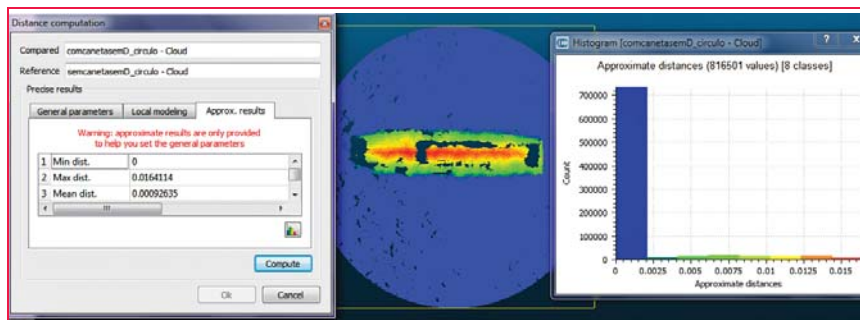 Distance computation
Compared comcanetasemD_circulo - Cloud
Reference semcanetasemD_circulo - Cloud
Precise results
General parameters Local modeling Approx. results
Warning: approximate results are only provided
to help you set the general parameters
1 Min dist. 0
2 Max dist. 0.0164114
3 Mean dist. 0.00092635
Compute
Ok Cancel
Histogram [comcanetasemD_circulo - Cloud]
Approximate distances (816501 values) [8 classes]
700000
600000
500000
400000
300000
200000
100000
0
Count
0 0.0025 0.005 0.0075 0.01 0.0125 0.015
Approximate distances